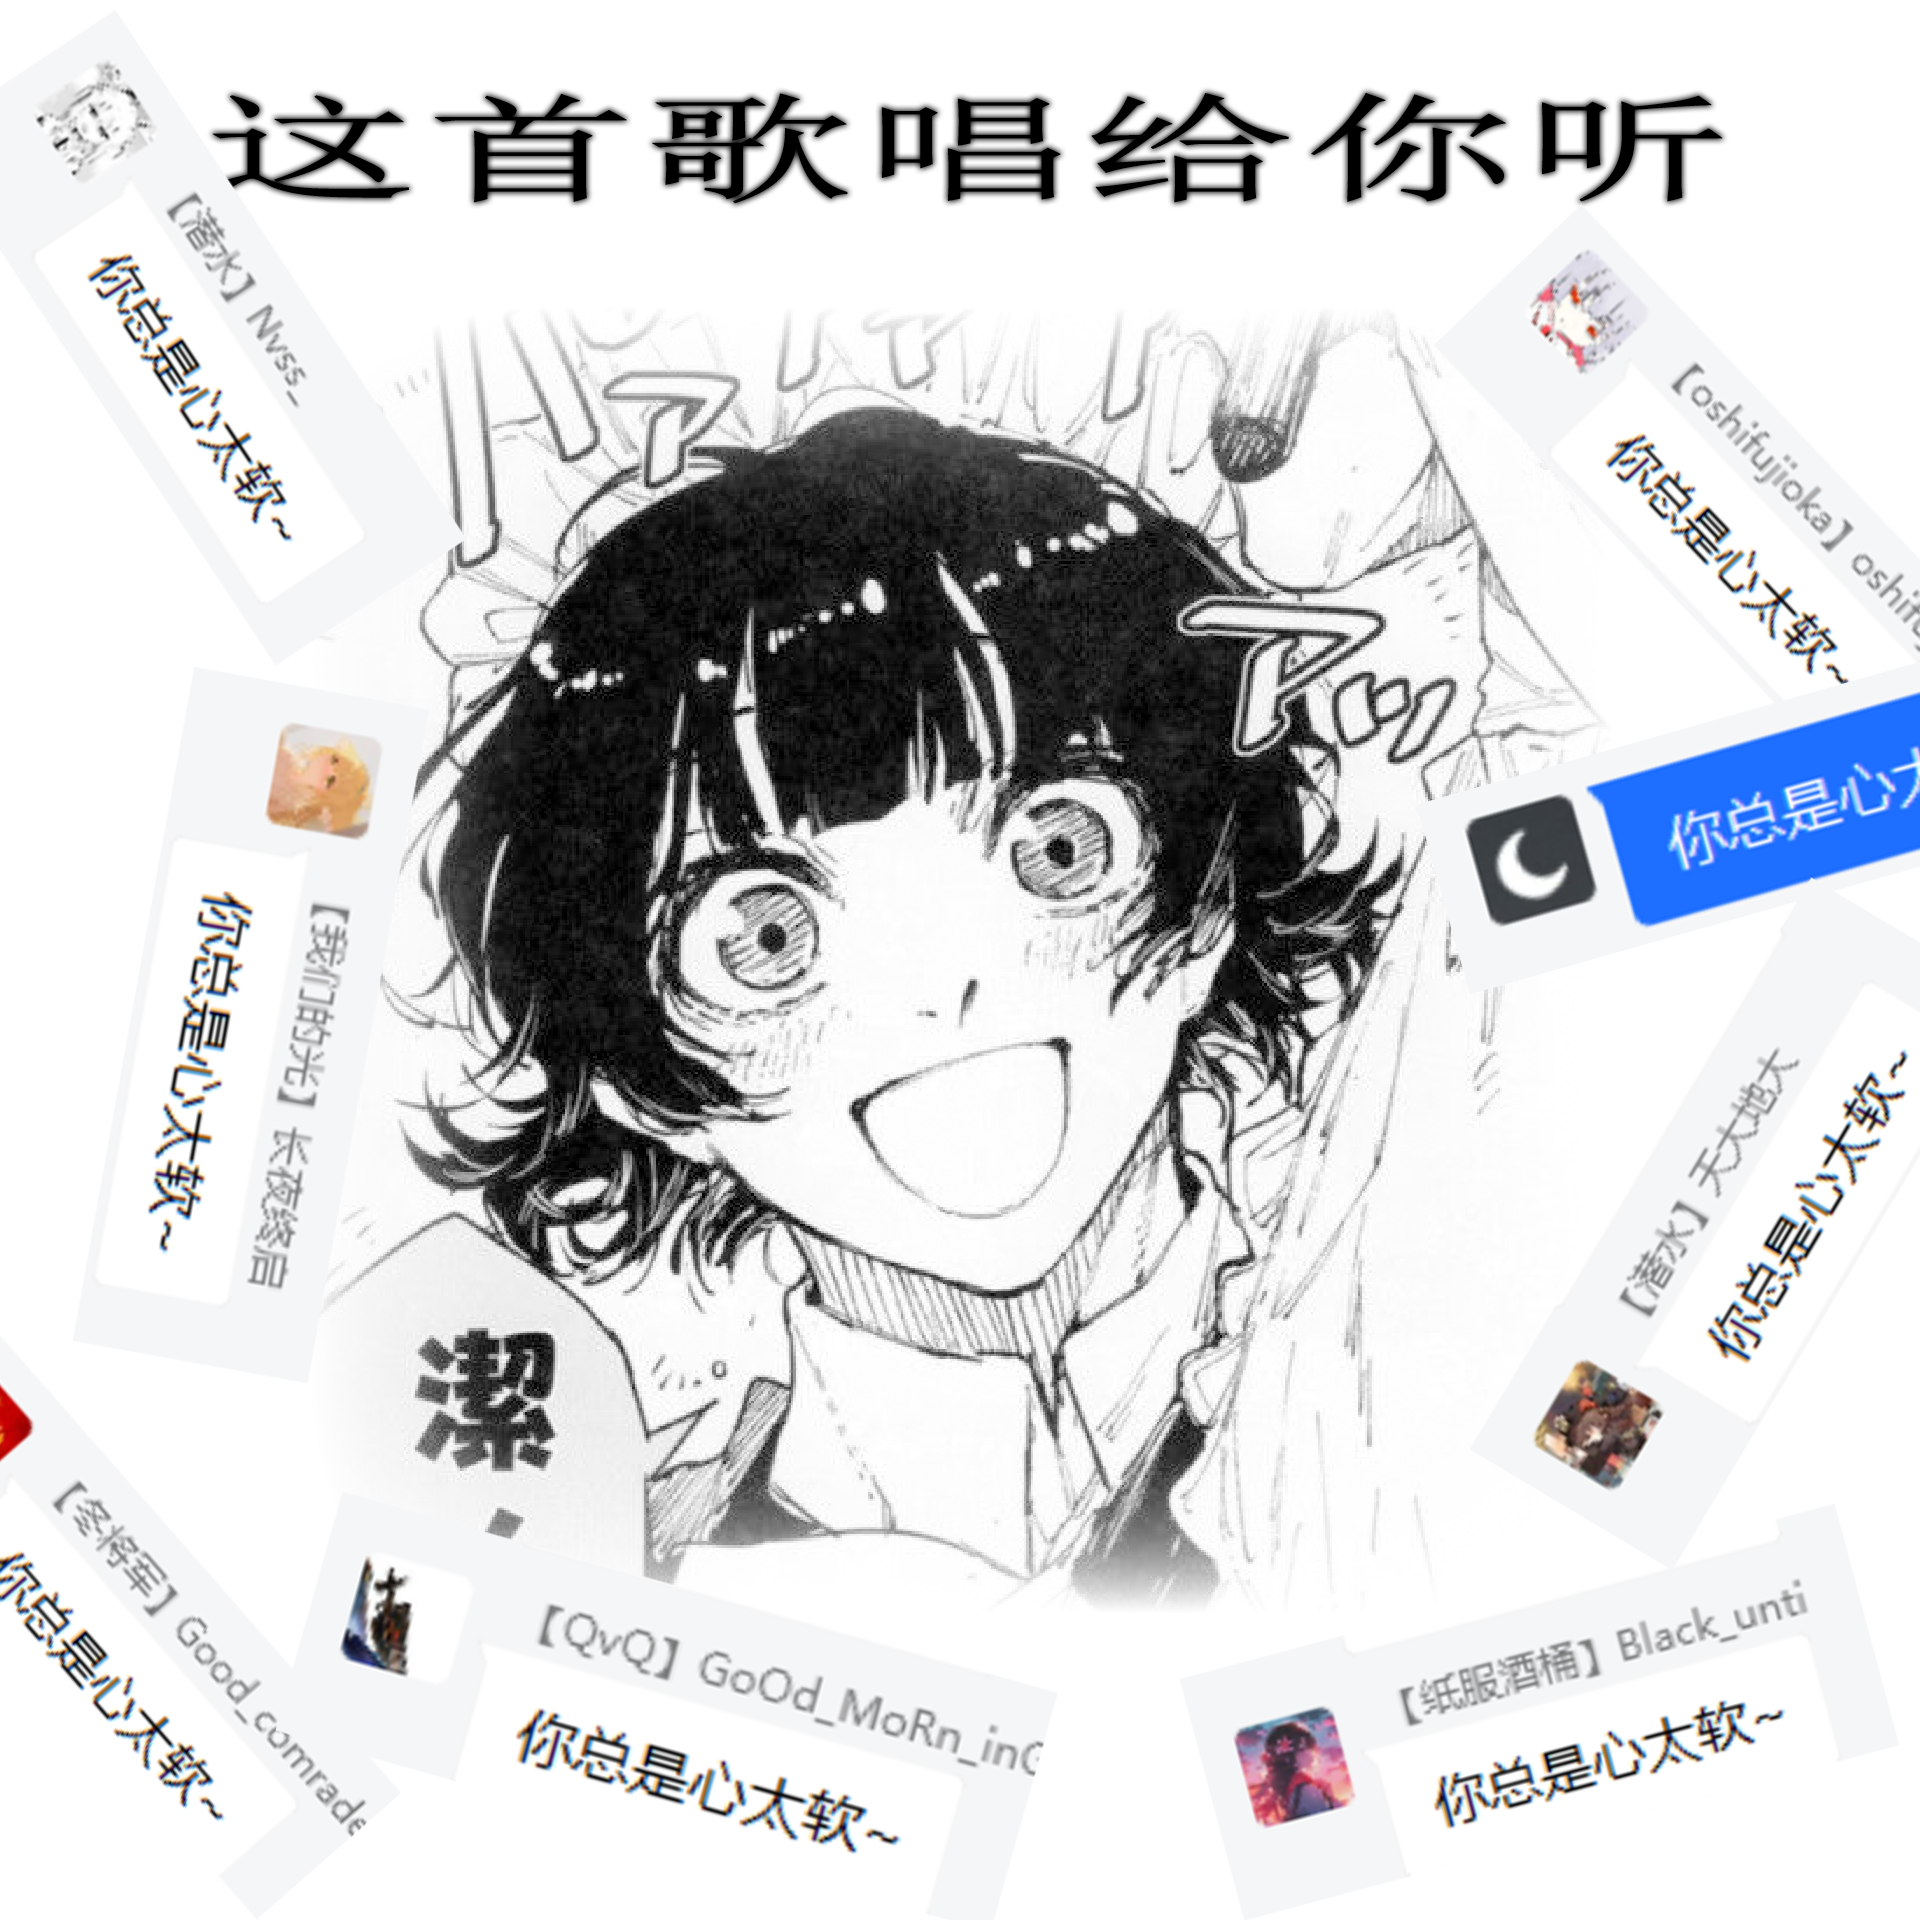 这首歌唱给你听
【潜水】Nvss_
你总是心太软~
【oshifujioka】oshifu
你总是心太软~
アアッ
你总是心太
【我们的光】长夜终启
你总是心太软~
【潜水】天大地大
你总是心太软~
潔
【冬将军】Good_comrade
你总是心太软~
【QvQ】GoOd_MoRn_inG
你总是心太软~
【纸服酒桶】Black_unti
你总是心太软~